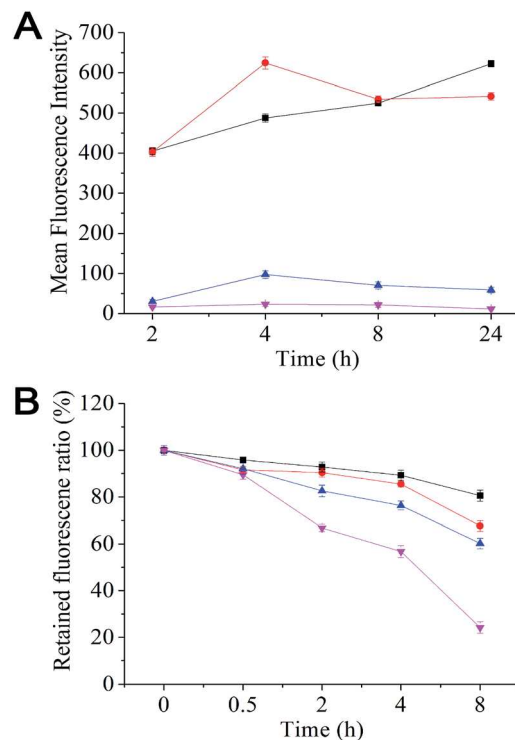 A
700
600
500
400
300
200
100
0
Mean Fluorescence Intensity
2 4 8 24
Time (h)
B
120
100
80
60
40
20
0
Retained fluorescene ratio (%)
0 0.5 2 4 8
Time (h)